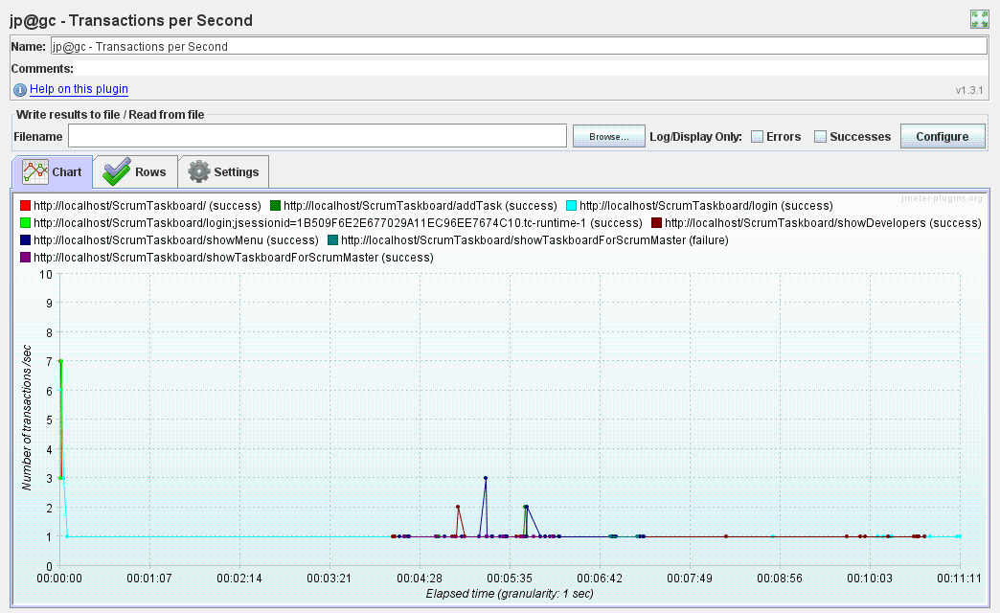 jp@gc - Transactions per Second
Name: jp@gc - Transactions per Second
Comments:
Help on this plugin v1.3.1
Write results to file / Read from file
Filename Browse... Log/Display Only: Errors Successes Configure
Chart Rows Settings
jmeter-plugins.org
http://localhost/ScrumTaskboard/ (success) http://localhost/ScrumTaskboard/addTask (success) http://localhost/ScrumTaskboard/login (success)
http://localhost/ScrumTaskboard/login;jsessionid=1B509F6E2E677029A11EC96EE7674C10.tc-runtime-1 (success) http://localhost/ScrumTaskboard/showDevelopers (success)
http://localhost/ScrumTaskboard/showMenu (success) http://localhost/ScrumTaskboard/showTaskboardForScrumMaster (failure)
http://localhost/ScrumTaskboard/showTaskboardForScrumMaster (success)
10
9
8
7
6
5
4
3
2
1
0
Number of transactions /sec
00:00:00 00:01:07 00:02:14 00:03:21 00:04:28 00:05:35 00:06:42 00:07:49 00:08:56 00:10:03 00:11:11
Elapsed time (granularity: 1 sec)